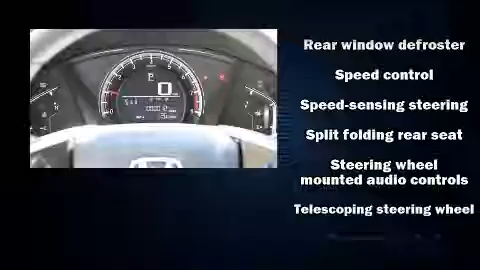 Rear window defroster
Speed control
Speed-sensing steering
Split folding rear seat
Steering wheel
mounted audio controls
Telescoping steering wheel
P
0